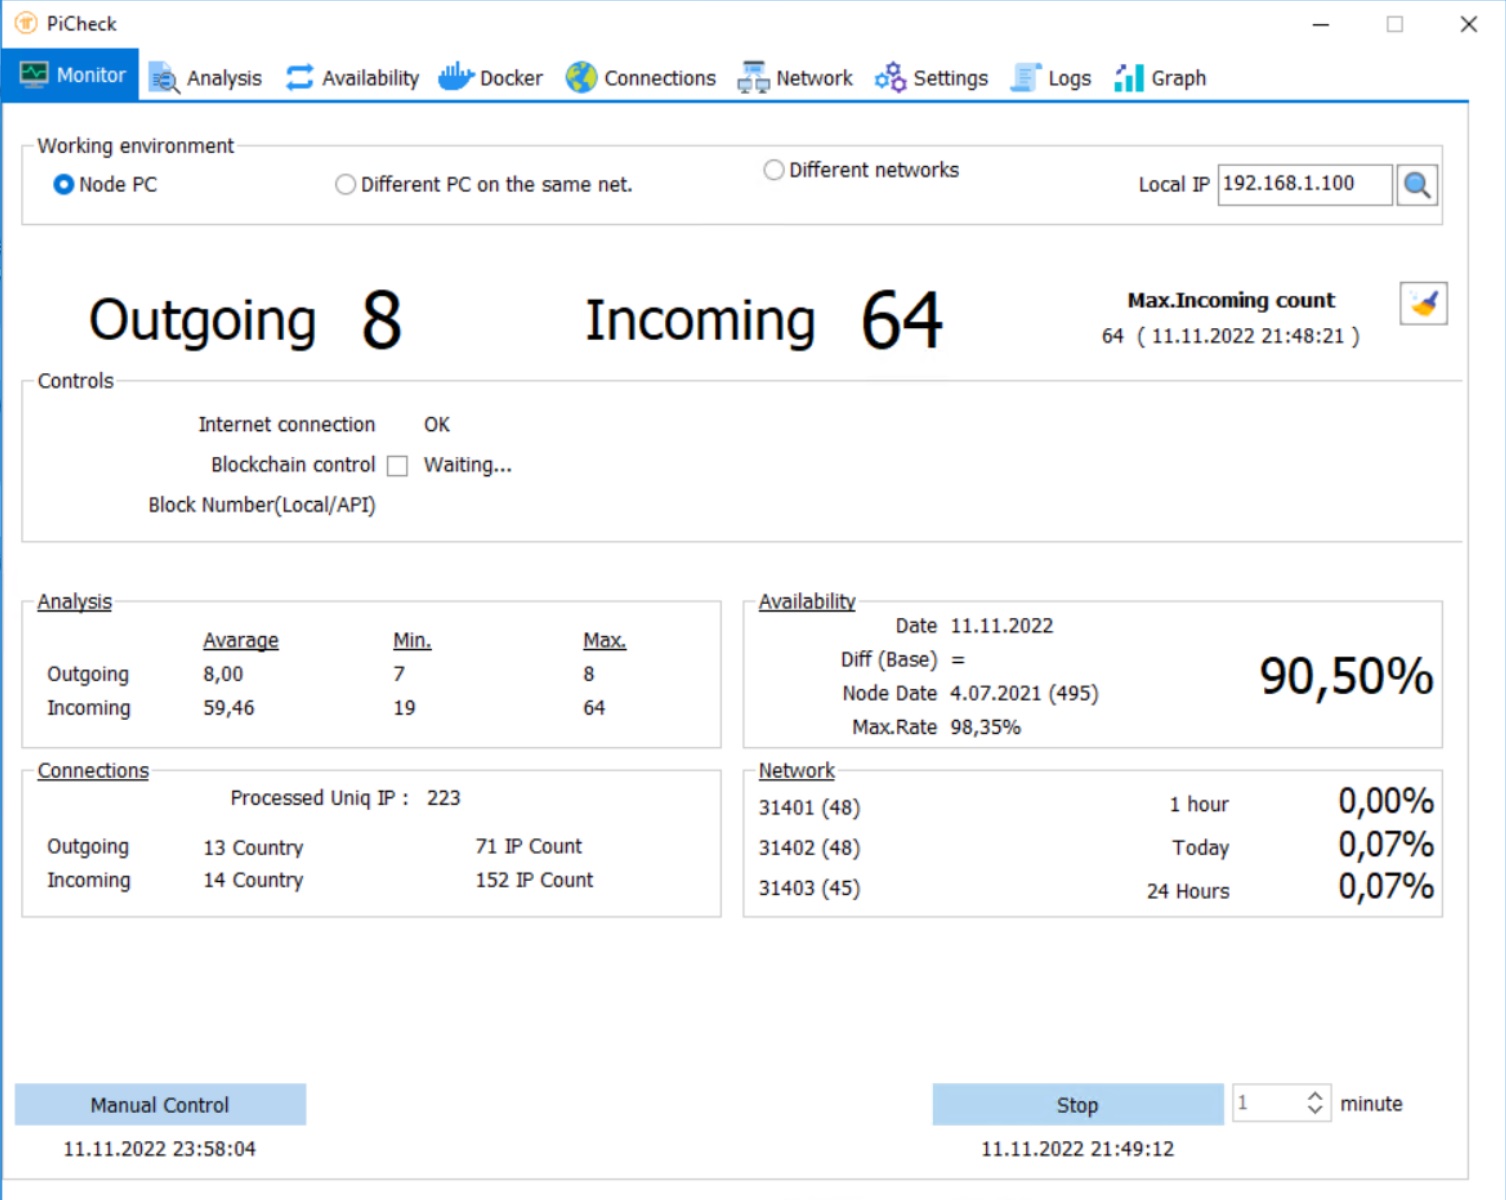 PiCheck
Monitor Analysis Availability Docker Connections Network Settings Logs Graph
Working environment
Node PC Different PC on the same net. Different networks Local IP 192.168.1.100
Outgoing 8 Incoming 64
Max.Incoming count
64 ( 11.11.2022 21:48:21 )
Controls
Internet connection OK
Blockchain control Waiting...
Block Number(Local/API)
Analysis
Avarage Min. Max.
Outgoing 8,00 7 8
Incoming 59,46 19 64
Availability
Date 11.11.2022
Diff (Base) =
Node Date 4.07.2021 (495)
Max.Rate 98,35%
90,50%
Connections
Processed Uniq IP : 223
Outgoing 13 Country 71 IP Count
Incoming 14 Country 152 IP Count
Network
31401 (48) 1 hour 0,00%
31402 (48) Today 0,07%
31403 (45) 24 Hours 0,07%
Manual Control Stop 1 minute
11.11.2022 23:58:04 11.11.2022 21:49:12